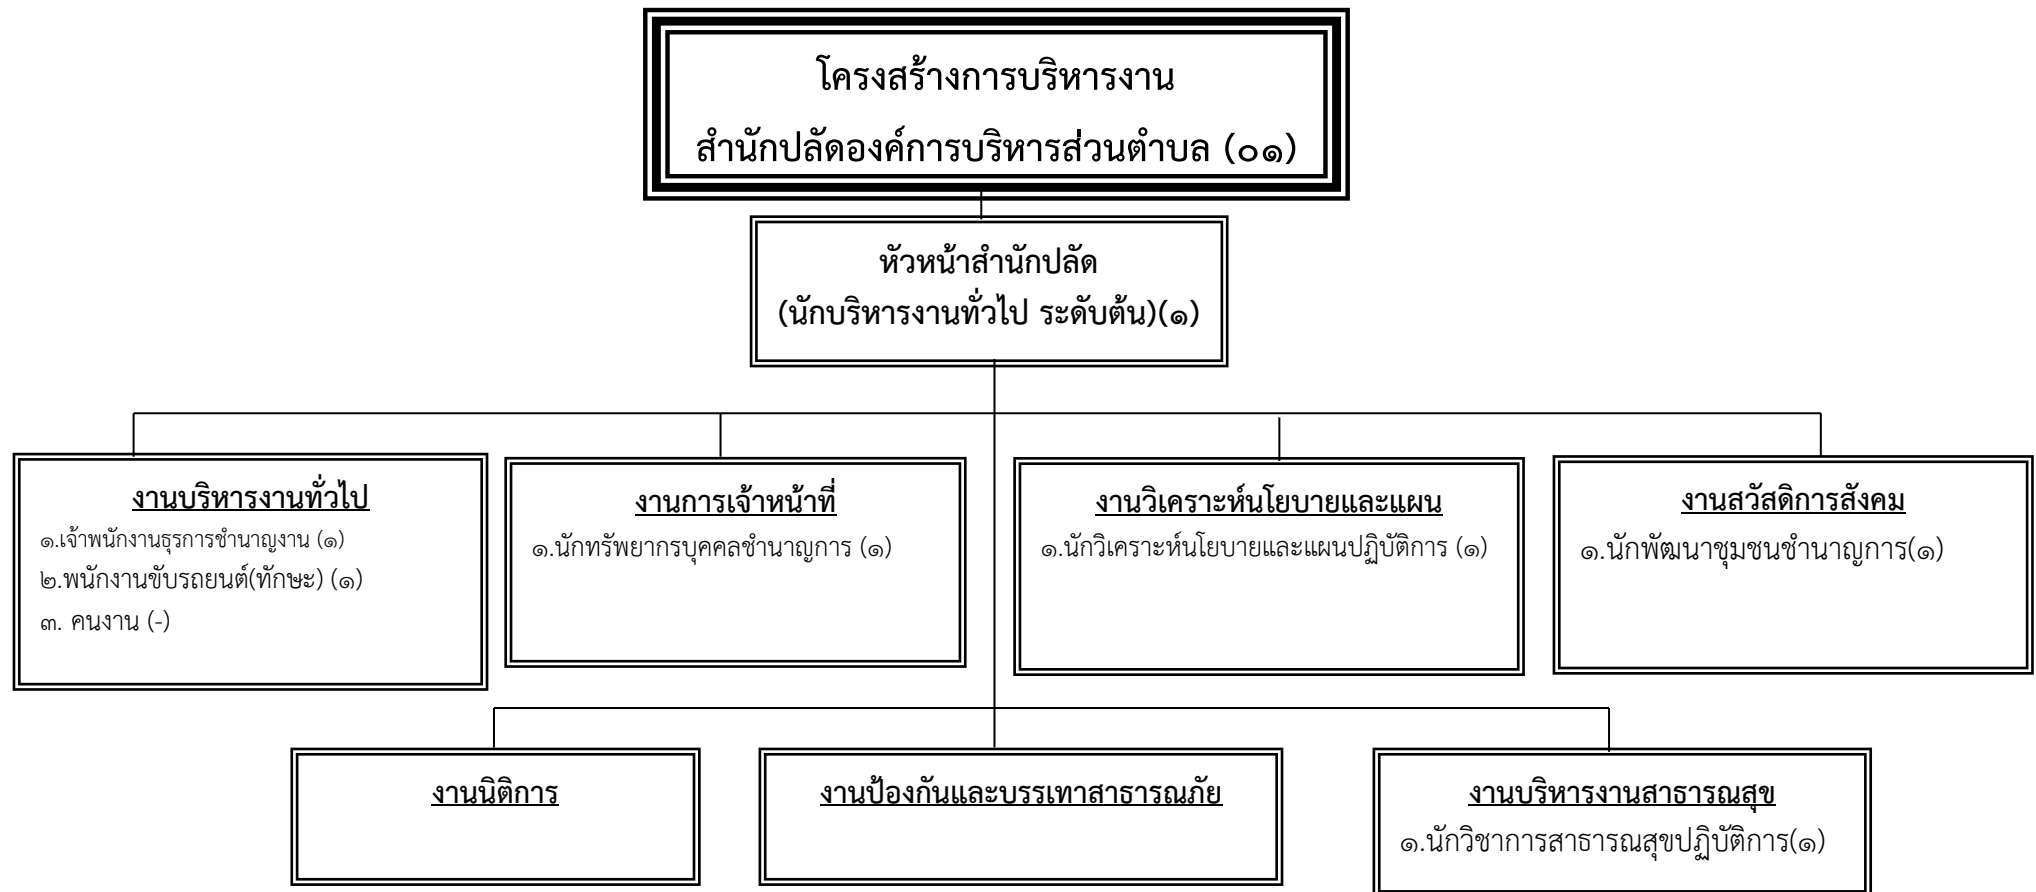 โครงสร้างการบริหารงาน
สำนักปลัดองค์การบริหารส่วนตำบล (๐๑)
หัวหน้าสำนักปลัด
(นักบริหารงานทั่วไป ระดับต้น)(๑)
งานบริหารงานทั่วไป
๑.เจ้าพนักงานธุรการชำนาญงาน (๑)
๒.พนักงานขับรถยนต์(ทักษะ) (๑)
๓. คนงาน (-)
งานการเจ้าหน้าที่
๑.นักทรัพยากรบุคคลชำนาญการ (๑)
งานวิเคราะห์นโยบายและแผน
๑.นักวิเคราะห์นโยบายและแผนปฏิบัติการ (๑)
งานสวัสดิการสังคม
๑.นักพัฒนาชุมชนชำนาญการ(๑)
งานนิติการ
งานป้องกันและบรรเทาสาธารณภัย
งานบริหารงานสาธารณสุข
๑.นักวิชาการสาธารณสุขปฏิบัติการ(๑)